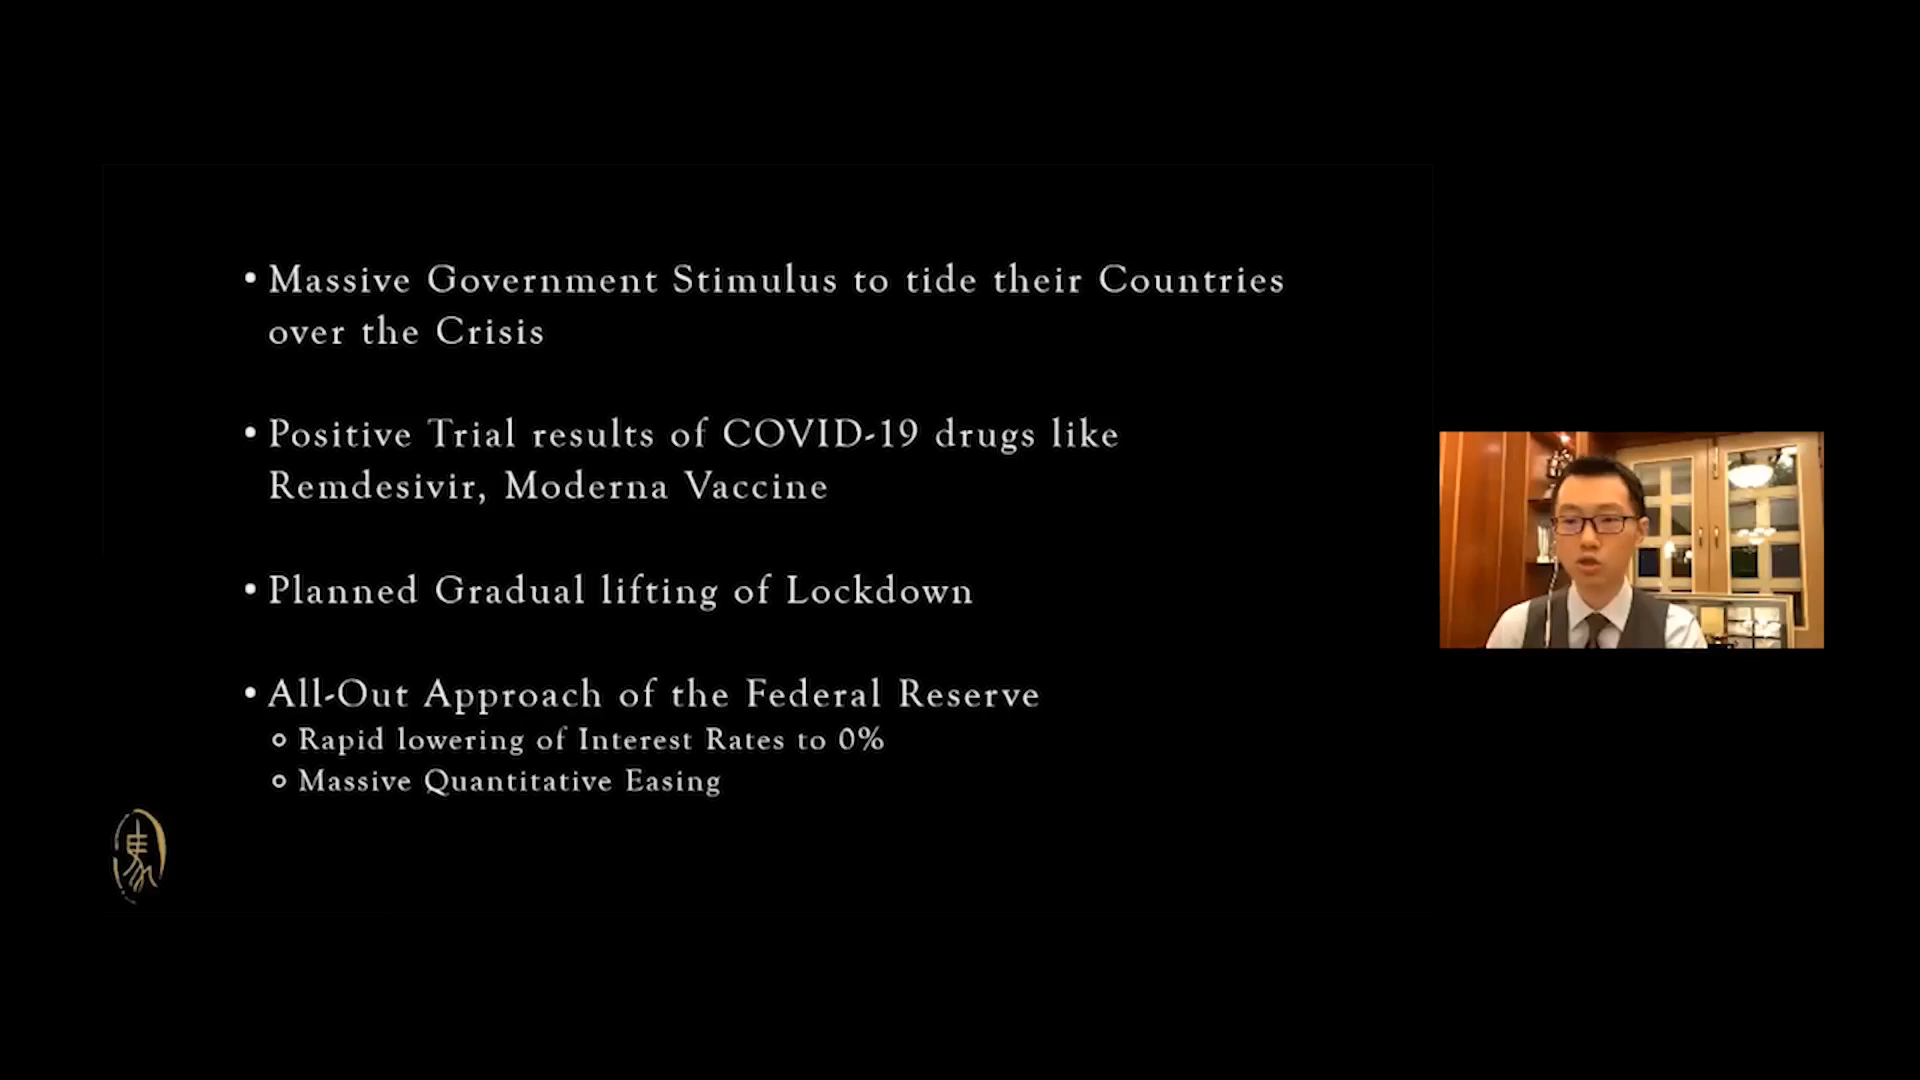 • Massive Government Stimulus to tide their Countries
over the Crisis
• Positive Trial results of COVID-19 drugs like
Remdesivir, Moderna Vaccine
• Planned Gradual lifting of Lockdown
• All-Out Approach of the Federal Reserve
○ Rapid lowering of Interest Rates to 0%
○ Massive Quantitative Easing